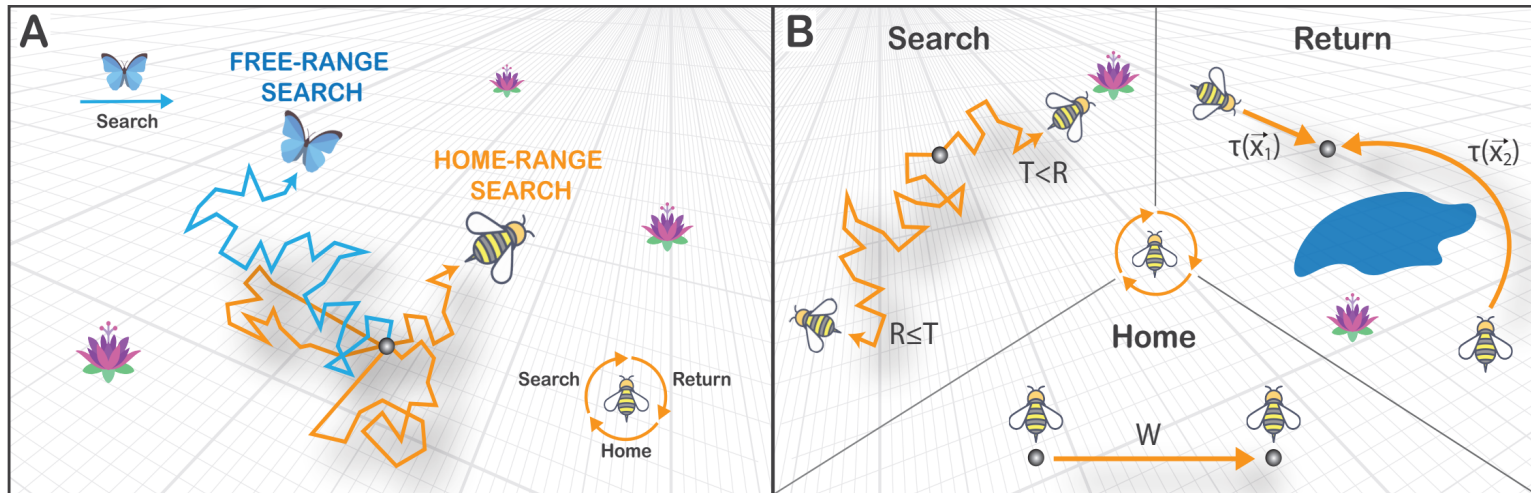 A
Search
FREE-RANGE
SEARCH
HOME-RANGE
SEARCH
Search
Return
Home
B
Search
T<R
R≤T
Return
τ(x⃗₁)
τ(x⃗₂)
Home
W